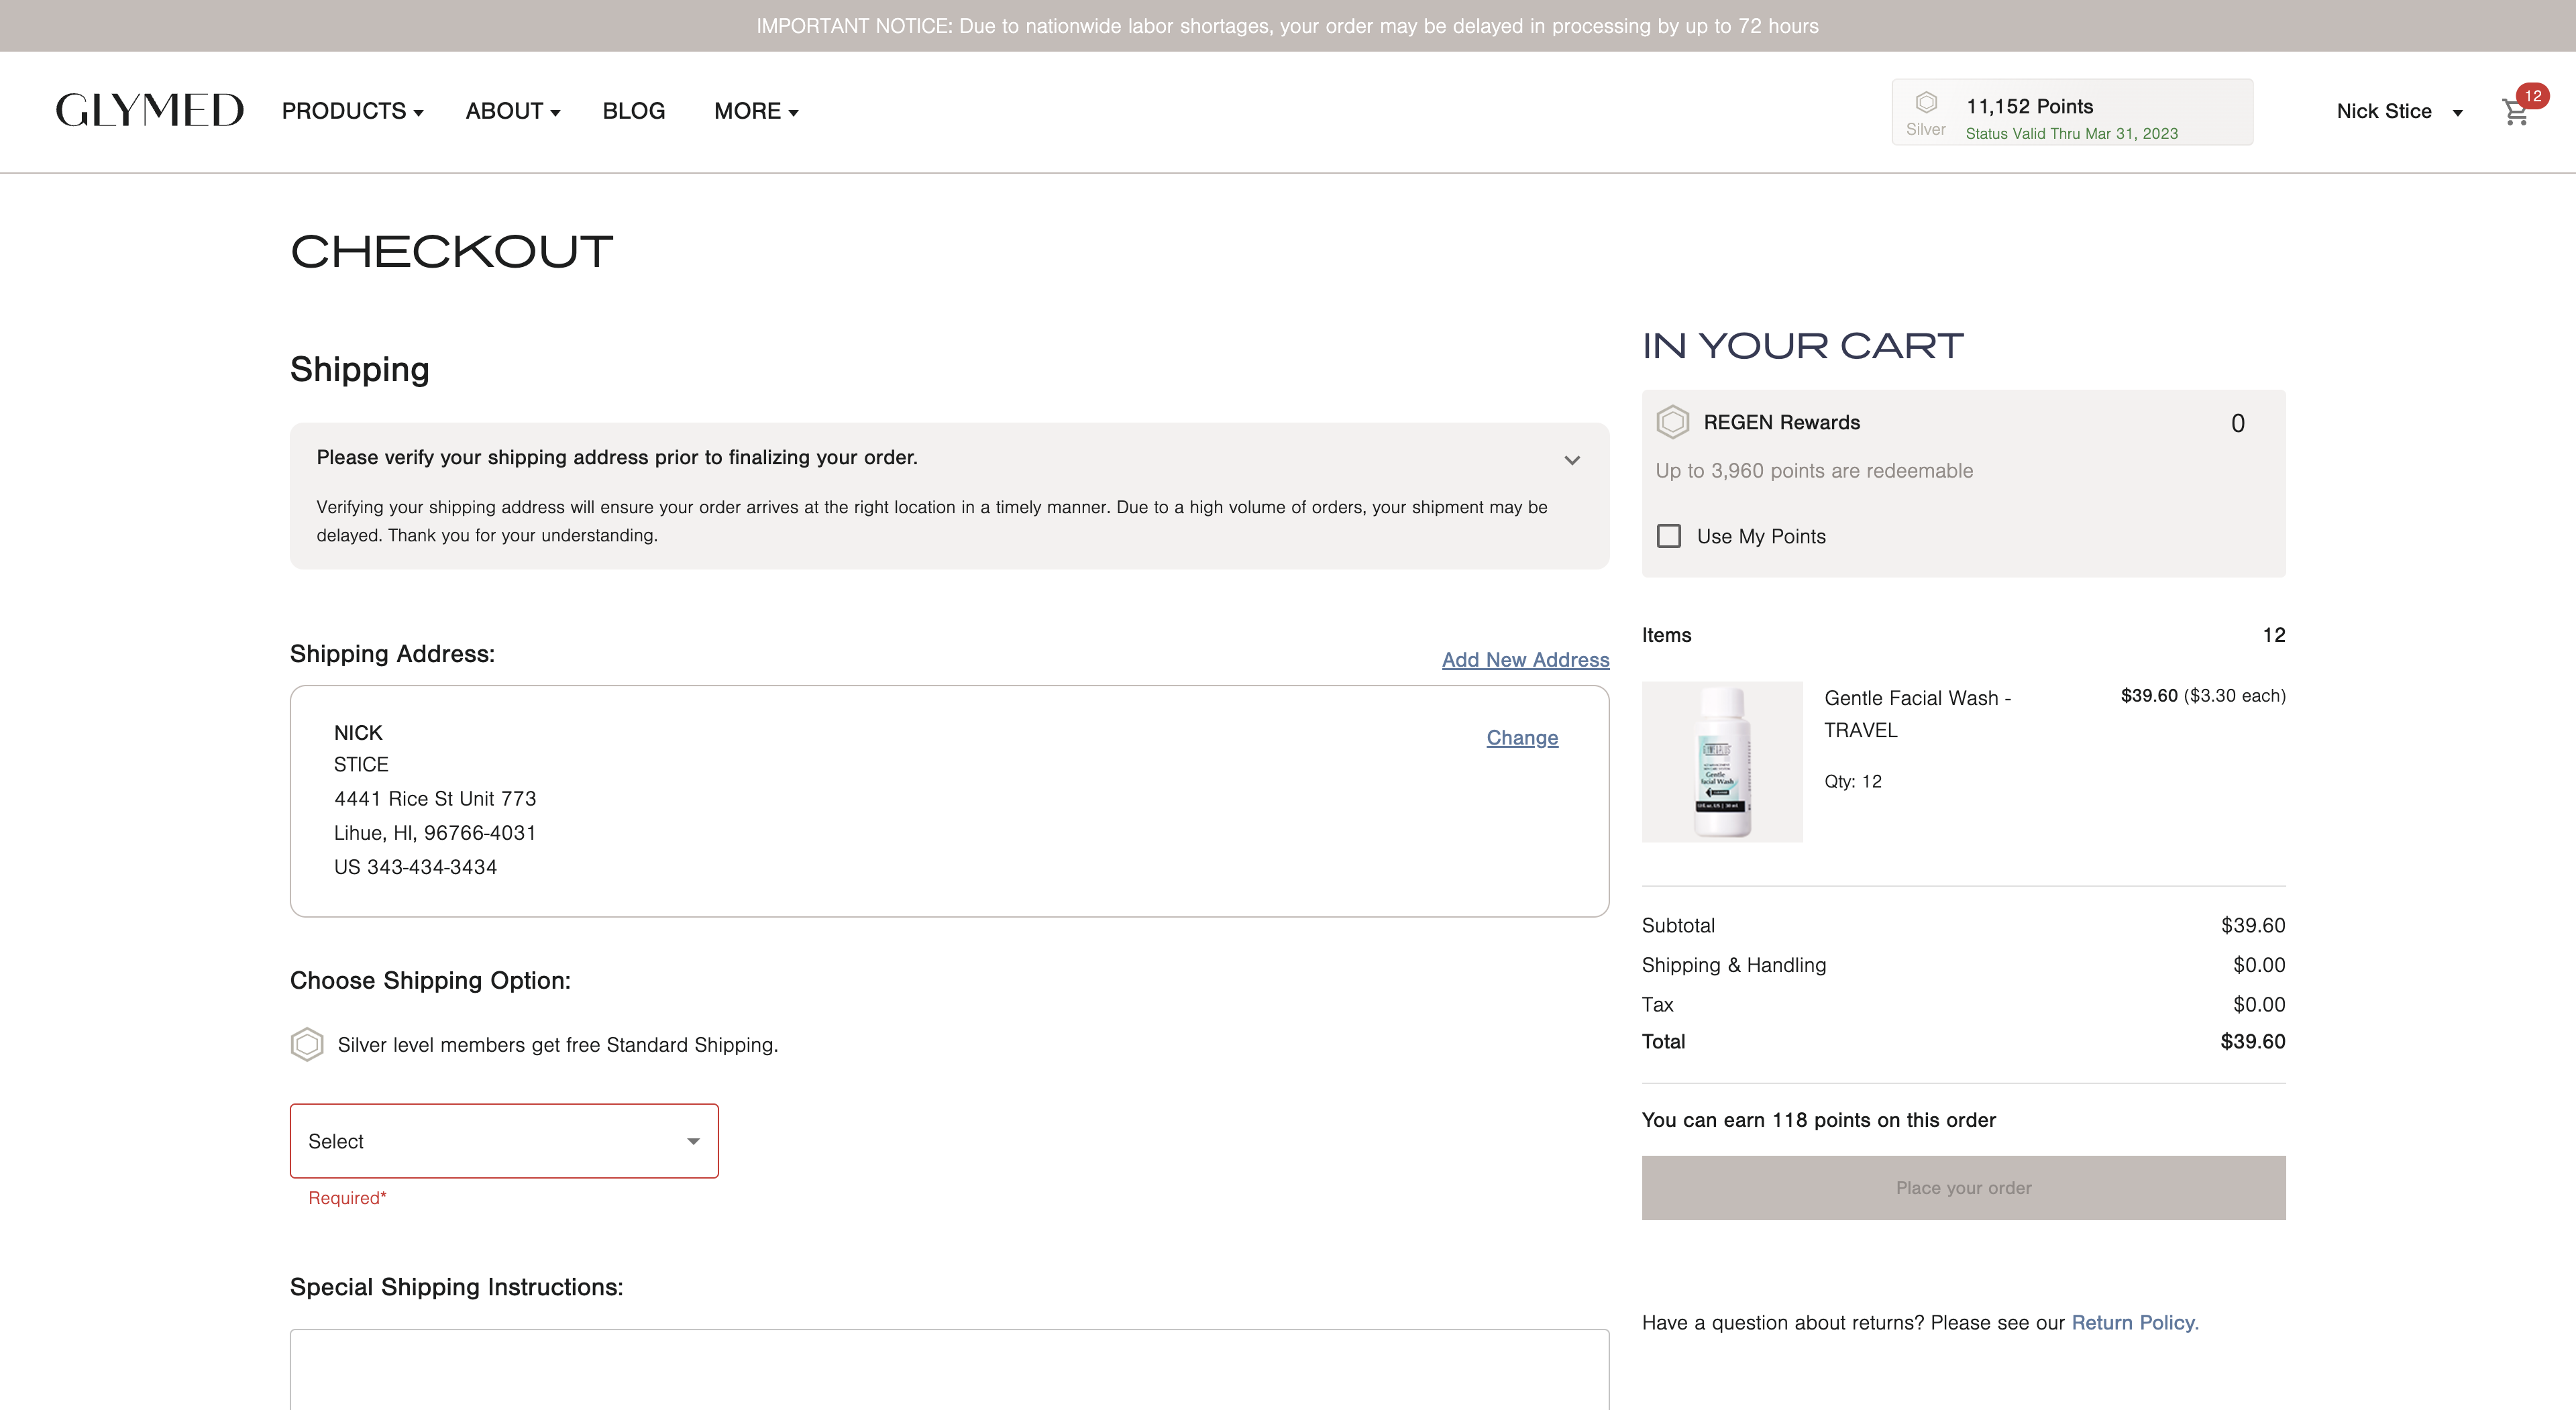 IMPORTANT NOTICE: Due to nationwide labor shortages, your order may be delayed in processing by up to 72 hours
GLYMED
PRODUCTS
ABOUT
BLOG
MORE
Silver
11,152 Points
Status Valid Thru Mar 31, 2023
Nick Stice
12
CHECKOUT
Shipping
Please verify your shipping address prior to finalizing your order.
Verifying your shipping address will ensure your order arrives at the right location in a timely manner. Due to a high volume of orders, your shipment may be
delayed. Thank you for your understanding.
Shipping Address:
Add New Address
NICK
Change
STICE
4441 Rice St Unit 773
Lihue, HI, 96766-4031
US 343-434-3434
Choose Shipping Option:
Silver level members get free Standard Shipping.
Select
Required*
Special Shipping Instructions:
IN YOUR CART
REGEN Rewards
0
Up to 3,960 points are redeemable
Use My Points
Items
12
Gentle
Facial Wash
Gentle Facial Wash -
TRAVEL
$39.60 ($3.30 each)
Qty: 12
Subtotal
$39.60
Shipping & Handling
$0.00
Tax
$0.00
Total
$39.60
You can earn 118 points on this order
Place your order
Have a question about returns? Please see our Return Policy.